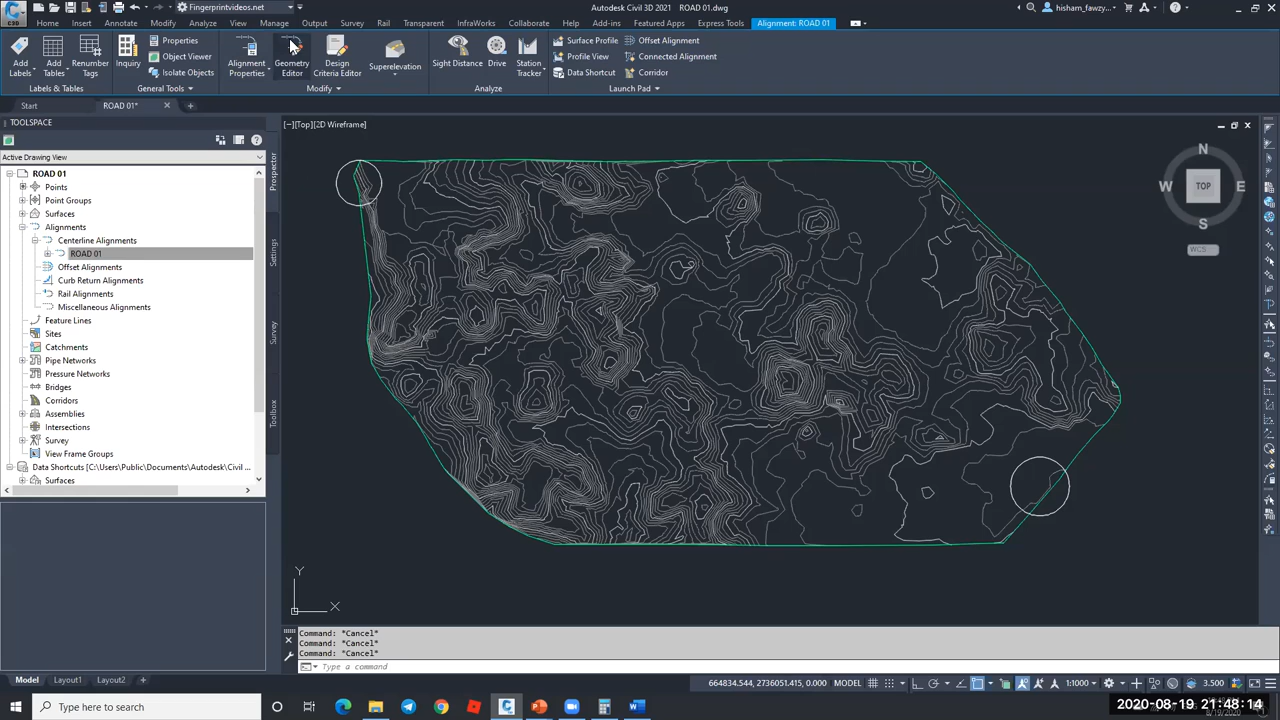 C3D
Fingerprintvideos.net
Autodesk Civil 3D 2021 ROAD 01.dwg
hisham_fawzy...
Home Insert Annotate Modify Analyze View Manage Output Survey Rail Transparent InfraWorks Collaborate Help Add-ins Featured Apps Express Tools Alignment: ROAD 01
Add Labels
Add Tables
Renumber Tags
Labels & Tables
Inquiry
Properties
Object Viewer
Isolate Objects
General Tools
Alignment Properties
Geometry Editor
Design Criteria Editor
Superelevation
Modify
Sight Distance
Drive
Station Tracker
Analyze
Surface Profile
Profile View
Data Shortcut
Offset Alignment
Connected Alignment
Corridor
Launch Pad
Start
ROAD 01*
TOOLSPACE
Active Drawing View
ROAD 01
Points
Point Groups
Surfaces
Alignments
Centerline Alignments
ROAD 01
Offset Alignments
Curb Return Alignments
Rail Alignments
Miscellaneous Alignments
Feature Lines
Sites
Catchments
Pipe Networks
Pressure Networks
Bridges
Corridors
Assemblies
Intersections
Survey
View Frame Groups
Data Shortcuts [C:\Users\Public\Documents\Autodesk\Civil ...
Surfaces
Prospector
Settings
Survey
Toolbox
[−][Top][2D Wireframe]
N
W TOP E
S
WCS
Y
X
Command: *Cancel*
Command: *Cancel*
Command: *Cancel*
Type a command
Model Layout1 Layout2
664834.544, 2736051.415, 0.000 MODEL
1:1000
3.500
Type here to search
2020-08-19 21:48:14